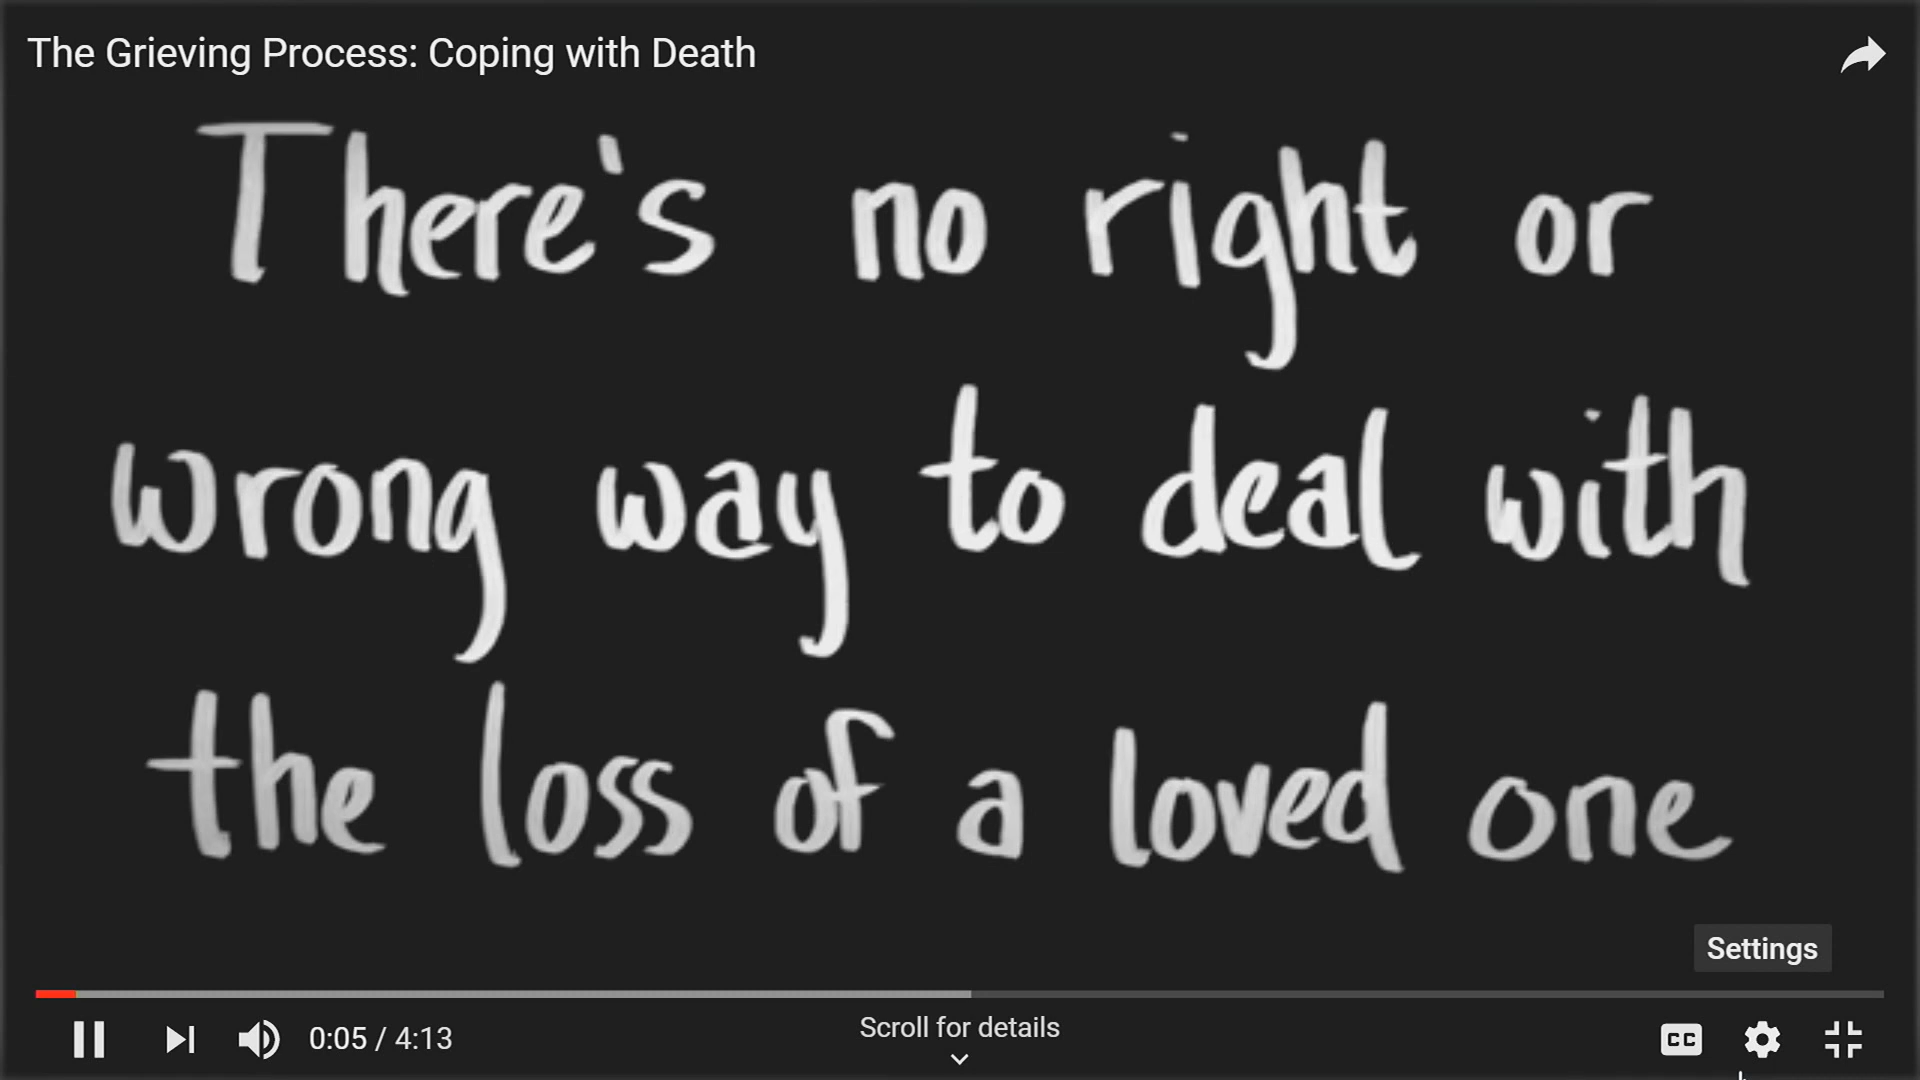 The Grieving Process: Coping with Death
There's no right or
wrong way to deal with
the loss of a loved one
Settings
0:05 / 4:13
Scroll for details
CC